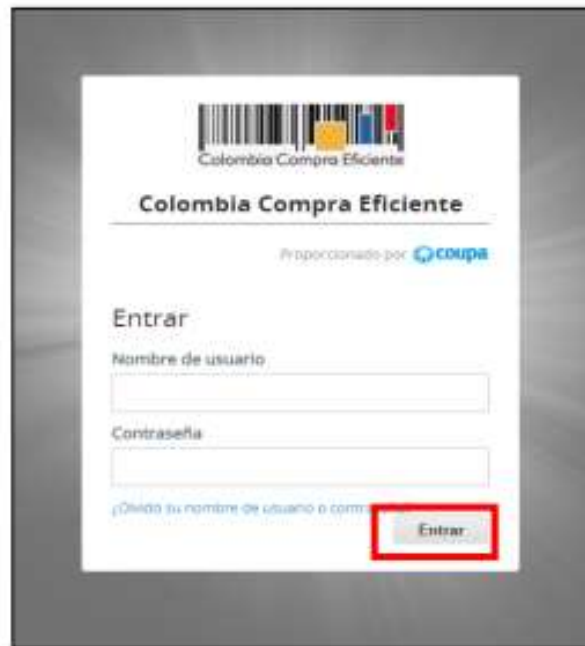 Colombia Compra Eficiente
Colombia Compra Eficiente
Proporcionado por coupa
Entrar
Nombre de usuario
Contraseña
¿Olvidó su nombre de usuario o
Entrar